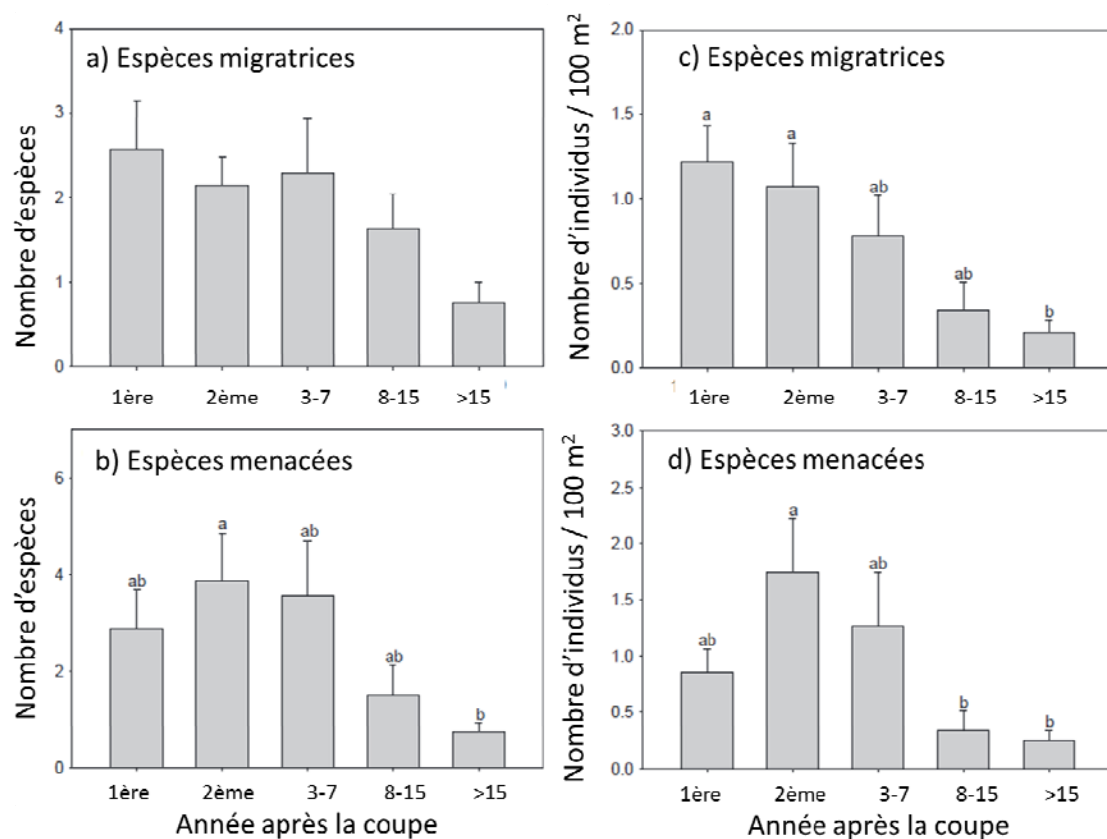 a) Espèces migratrices
Nombre d'espèces
4
3
2
1
0
1ère 2ème 3-7 8-15 >15
c) Espèces migratrices
Nombre d'individus / 100 m²
2.0
1.5
1.0
0.5
0.0
a a ab ab b
1ère 2ème 3-7 8-15 >15
b) Espèces menacées
Nombre d'espèces
6
4
2
0
ab a ab ab b
1ère 2ème 3-7 8-15 >15
Année après la coupe
d) Espèces menacées
Nombre d'individus / 100 m²
3.0
2.5
2.0
1.5
1.0
0.5
0.0
ab a ab b b
1ère 2ème 3-7 8-15 >15
Année après la coupe